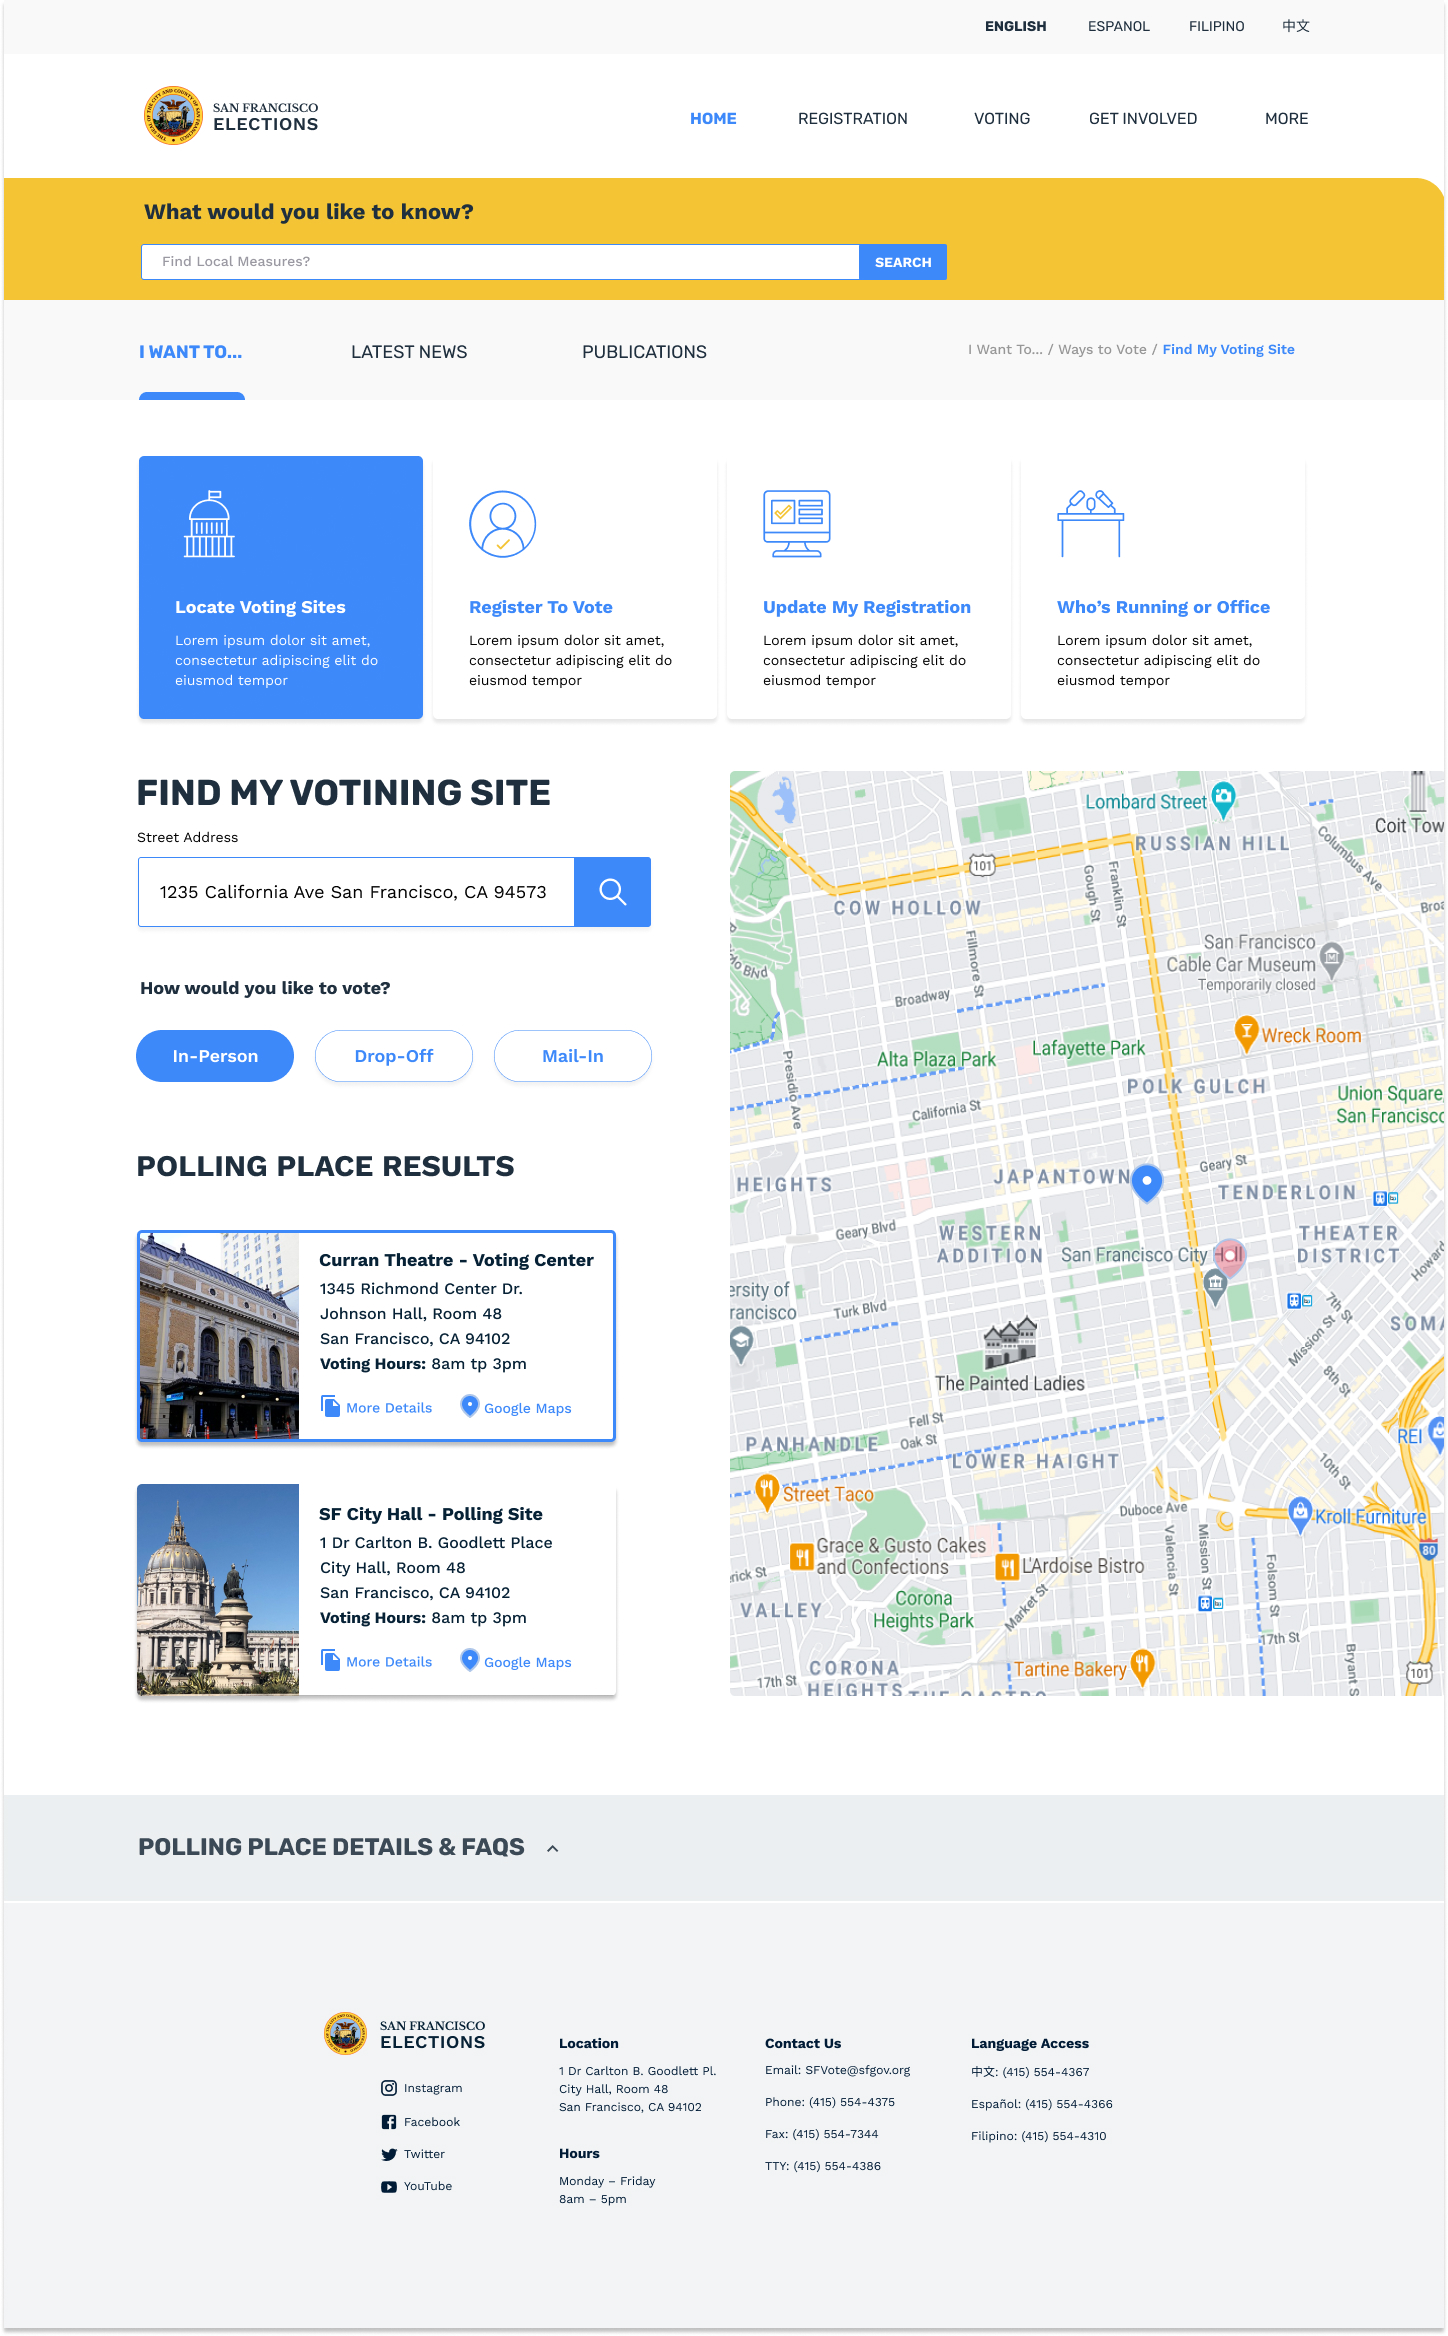 ENGLISH
ESPANOL
FILIPINO
中文
SAN FRANCISCO
ELECTIONS
HOME
REGISTRATION
VOTING
GET INVOLVED
MORE
What would you like to know?
Find Local Measures?
SEARCH
I WANT TO...
LATEST NEWS
PUBLICATIONS
I Want To... / Ways to Vote / Find My Voting Site
Locate Voting Sites
Lorem ipsum dolor sit amet,
consectetur adipiscing elit do
eiusmod tempor
Register To Vote
Lorem ipsum dolor sit amet,
consectetur adipiscing elit do
eiusmod tempor
Update My Registration
Lorem ipsum dolor sit amet,
consectetur adipiscing elit do
eiusmod tempor
Who's Running or Office
Lorem ipsum dolor sit amet,
consectetur adipiscing elit do
eiusmod tempor
FIND MY VOTINING SITE
Street Address
1235 California Ave San Francisco, CA 94573
How would you like to vote?
In-Person
Drop-Off
Mail-In
POLLING PLACE RESULTS
Curran Theatre - Voting Center
1345 Richmond Center Dr.
Johnson Hall, Room 48
San Francisco, CA 94102
Voting Hours: 8am tp 3pm
More Details
Google Maps
SF City Hall - Polling Site
1 Dr Carlton B. Goodlett Place
City Hall, Room 48
San Francisco, CA 94102
Voting Hours: 8am tp 3pm
More Details
Google Maps
Lombard Street
Coit Tow
RUSSIAN HILL
Columbus Ave
101
Gough St
Franklin St
COW HOLLOW
Broa
Fillmore St
San Francisco
Cable Car Museum
Temporarily closed
Blvd
Broadway
Wreck Room
Presidio Ave
Alta Plaza Park
Lafayette Park
POLK GULCH
California St
Union Square
San Francisco
JAPANTOWN
Geary St
HEIGHTS
TENDERLOIN
Geary Blvd
WESTERN
ADDITION
San Francisco City Hall
THEATER
DISTRICT
Howard
ersity of
rancisco
Turk Blvd
7th St
Mission St
SOMA
The Painted Ladies
8th St
Fell St
Oak St
PANHANDLE
LOWER HAIGHT
REI
10th St
Street Taco
Duboce Ave
Kroll Furniture
Grace & Gusto Cakes
and Confections
L'Ardoise Bistro
80
erick St
Valencia St
Mission St
Folsom St
VALLEY
Corona
Heights Park
Market St
17th St
CORONA
HEIGHTS
THE CASTRO
Tartine Bakery
17th St
Bryant S
101
POLLING PLACE DETAILS & FAQS
SAN FRANCISCO
ELECTIONS
Instagram
Facebook
Twitter
YouTube
Location
1 Dr Carlton B. Goodlett Pl.
City Hall, Room 48
San Francisco, CA 94102
Hours
Monday – Friday
8am – 5pm
Contact Us
Email: SFVote@sfgov.org
Phone: (415) 554-4375
Fax: (415) 554-7344
TTY: (415) 554-4386
Language Access
中文: (415) 554-4367
Español: (415) 554-4366
Filipino: (415) 554-4310